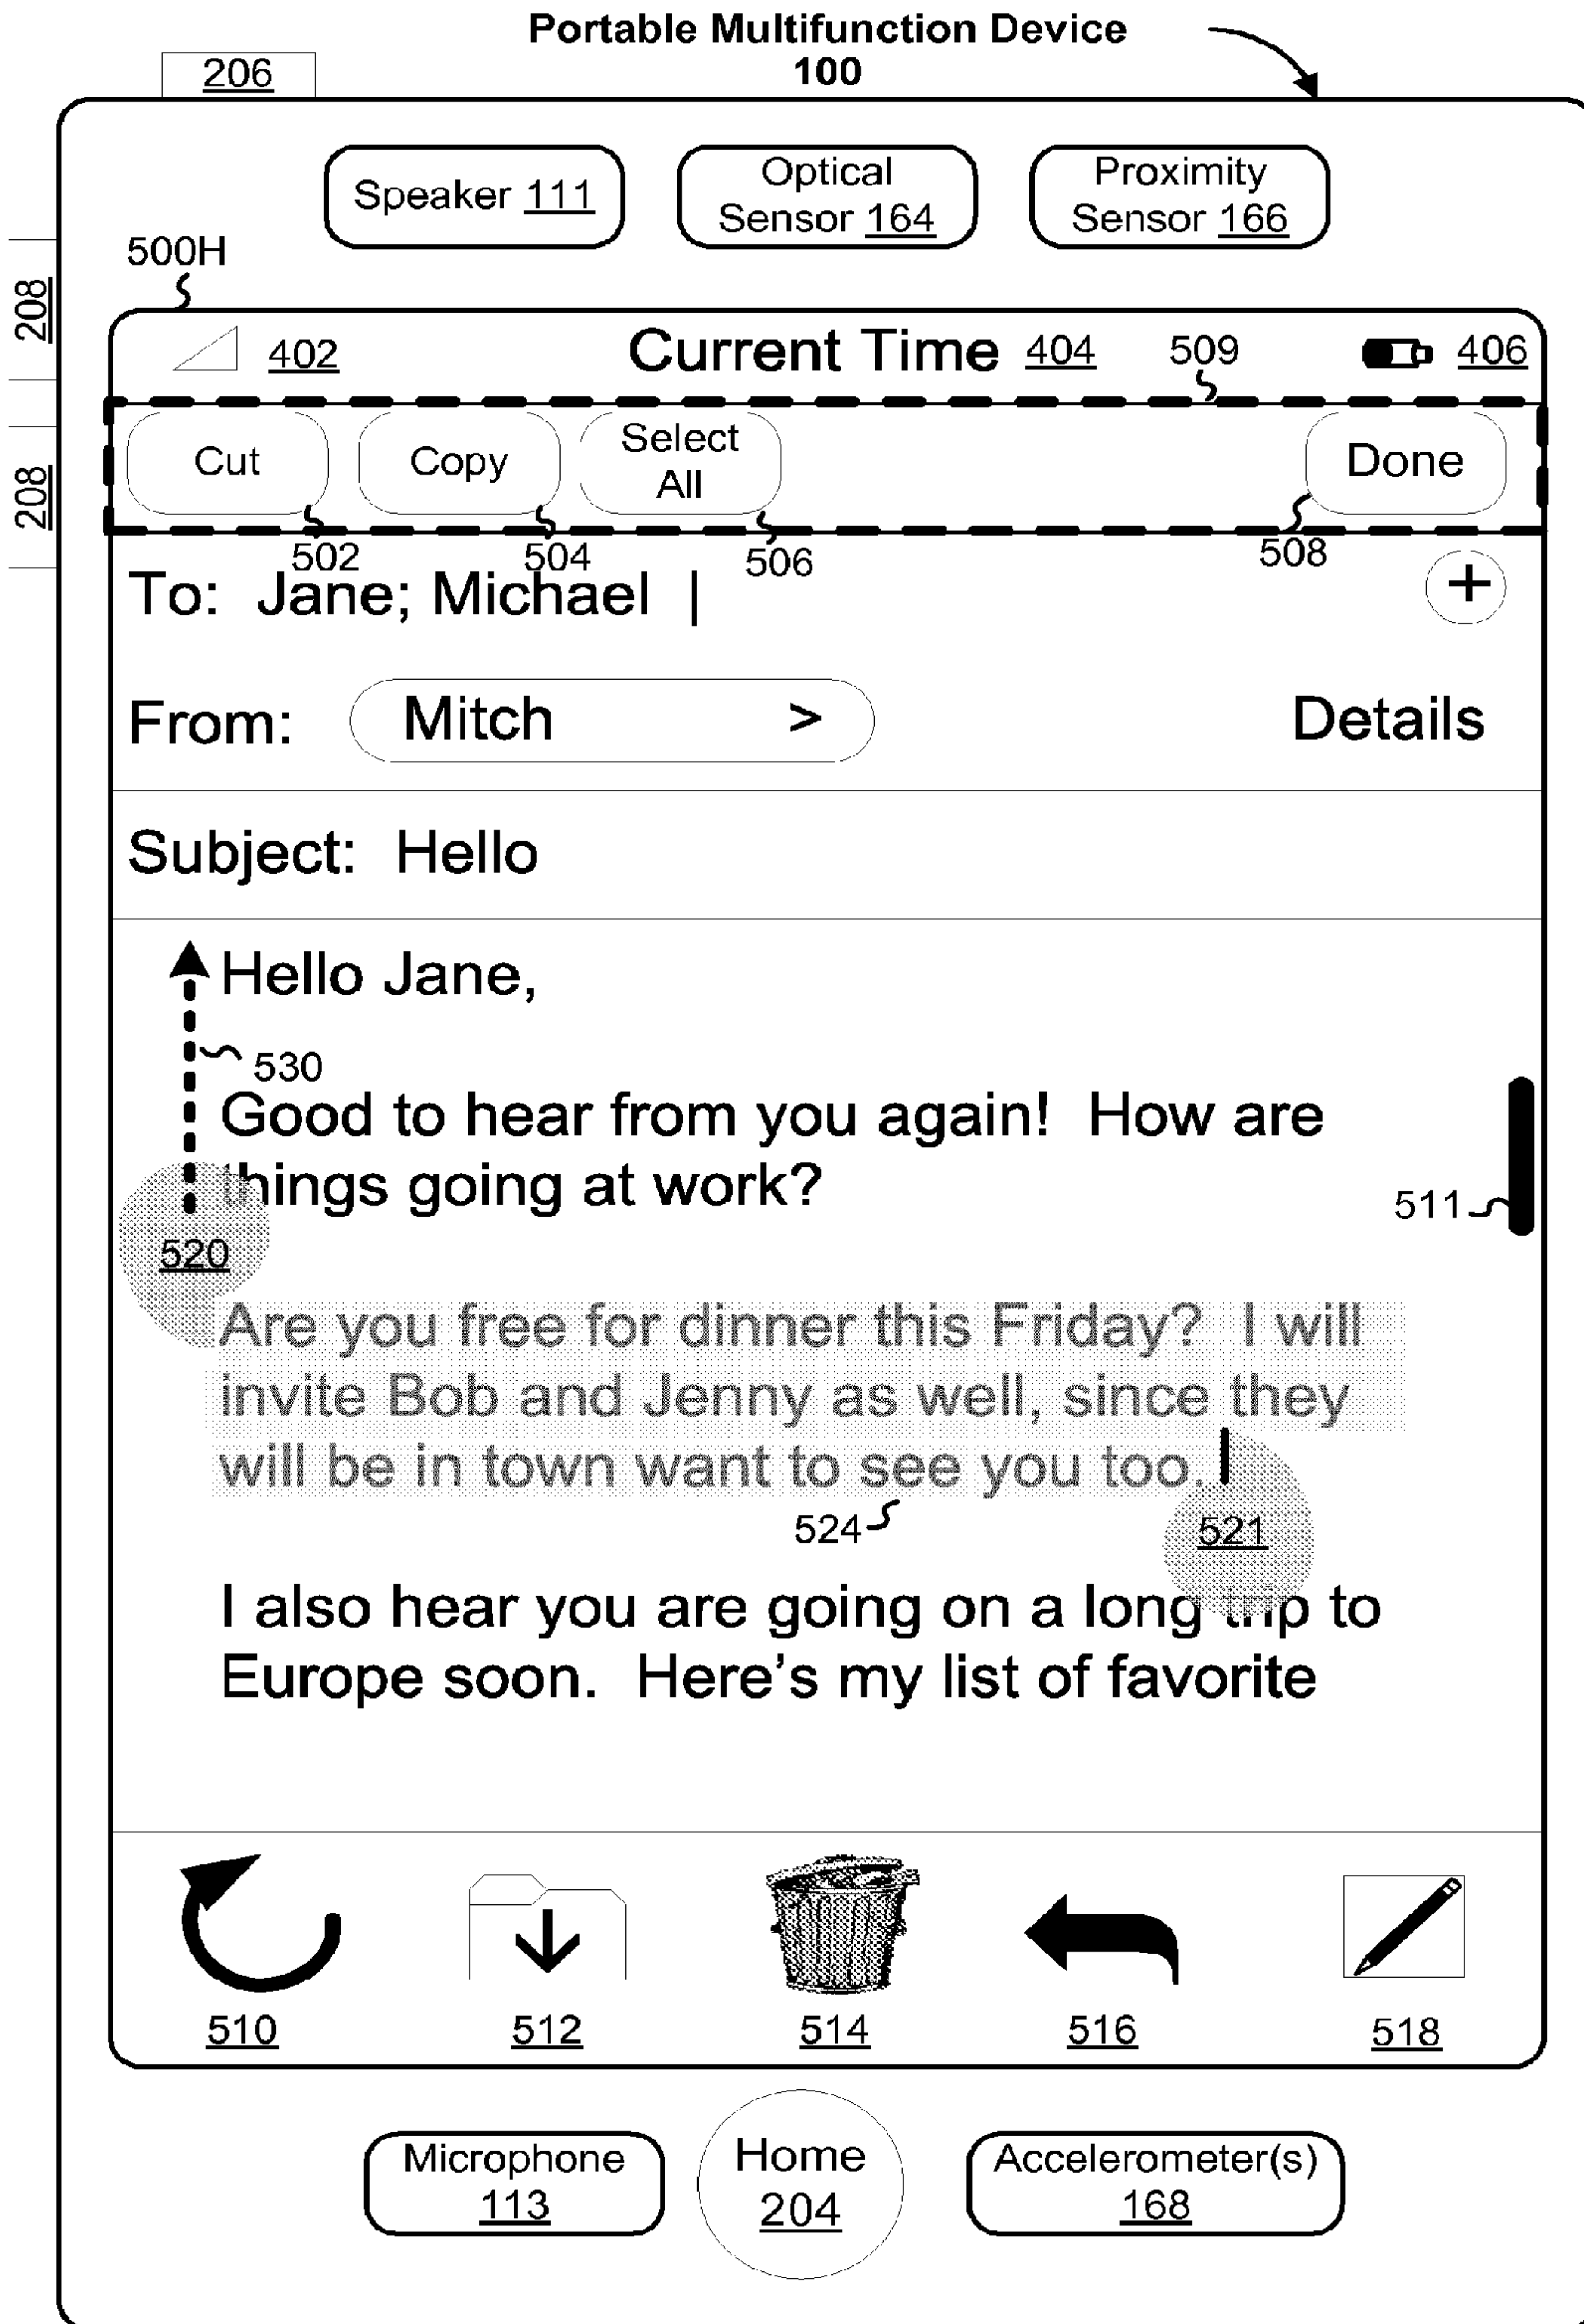 Portable Multifunction Device
100
206
Speaker 111
Optical
Sensor 164
Proximity
Sensor 166
208
208
500H
402
Current Time 404
509
406
Cut
Copy
Select
All
Done
502
504
506
508
To: Jane; Michael |
+
From: Mitch >
Details
Subject: Hello
Hello Jane,
530
Good to hear from you again! How are
things going at work?
511
520
Are you free for dinner this Friday? I will
invite Bob and Jenny as well, since they
will be in town want to see you too.
524
521
I also hear you are going on a long trip to
Europe soon. Here's my list of favorite
510
512
514
516
518
Microphone
113
Home
204
Accelerometer(s)
168